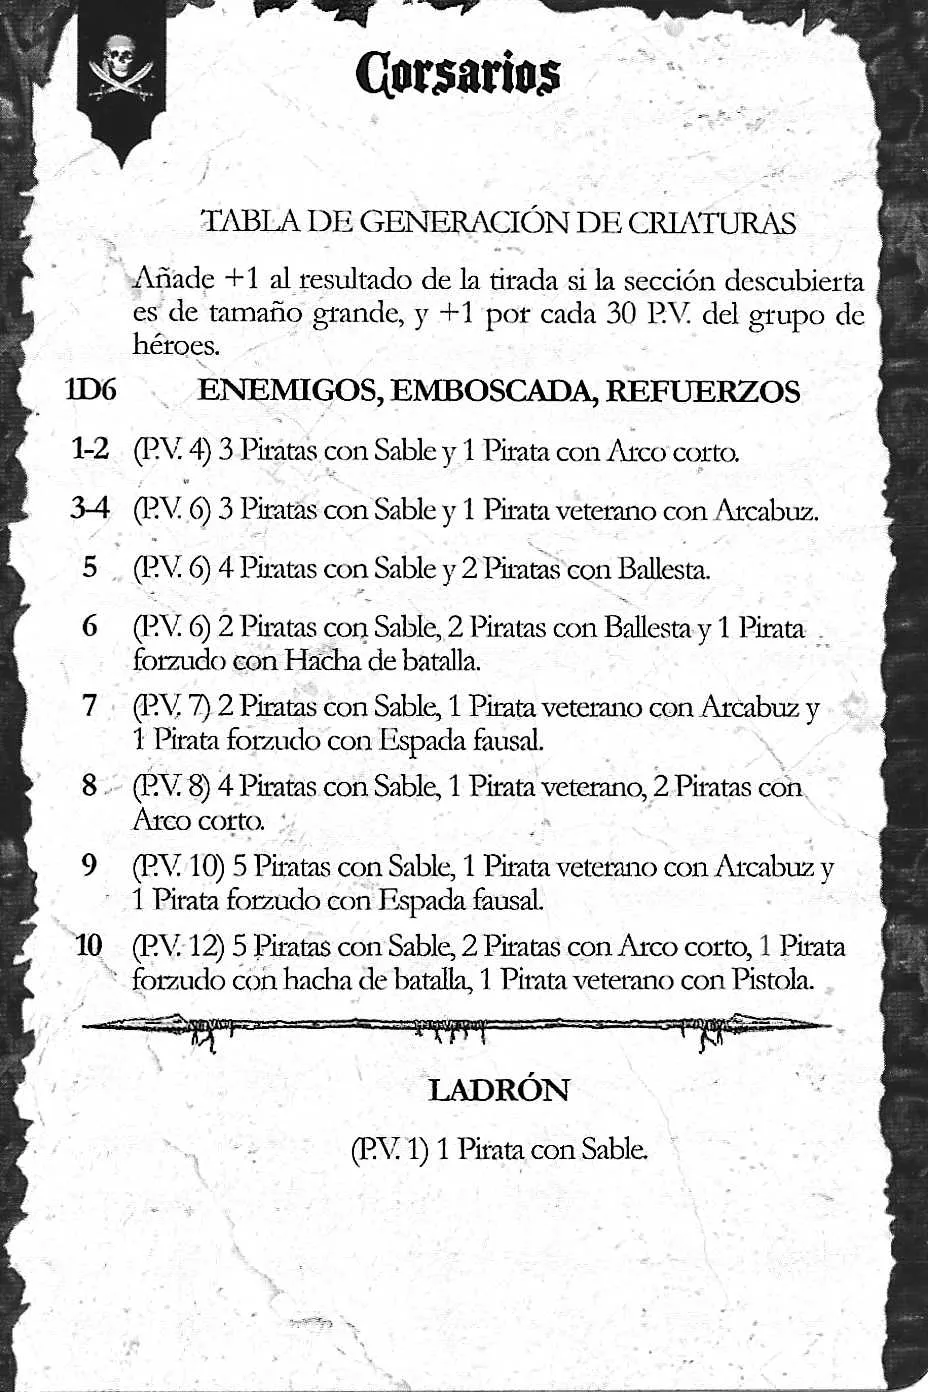 Corsarios
TABLA DE GENERACIÓN DE CRIATURAS
Añade +1 al resultado de la tirada si la sección descubierta
es de tamaño grande, y +1 por cada 30 P.V. del grupo de
héroes.
1D6 ENEMIGOS, EMBOSCADA, REFUERZOS
1-2 (P.V. 4) 3 Piratas con Sable y 1 Pirata con Arco corto.
3-4 (P.V. 6) 3 Piratas con Sable y 1 Pirata veterano con Arcabuz.
5 (P.V. 6) 4 Piratas con Sable y 2 Piratas con Ballesta.
6 (P.V. 6) 2 Piratas con Sable, 2 Piratas con Ballesta y 1 Pirata
forzudo con Hacha de batalla.
7 (P.V. 7) 2 Piratas con Sable, 1 Pirata veterano con Arcabuz y
1 Pirata forzudo con Espada fausal.
8 (P.V. 8) 4 Piratas con Sable, 1 Pirata veterano, 2 Piratas con
Arco corto.
9 (P.V. 10) 5 Piratas con Sable, 1 Pirata veterano con Arcabuz y
1 Pirata forzudo con Espada fausal.
10 (P.V. 12) 5 Piratas con Sable, 2 Piratas con Arco corto, 1 Pirata
forzudo con hacha de batalla, 1 Pirata veterano con Pistola.
LADRÓN
(P.V. 1) 1 Pirata con Sable.